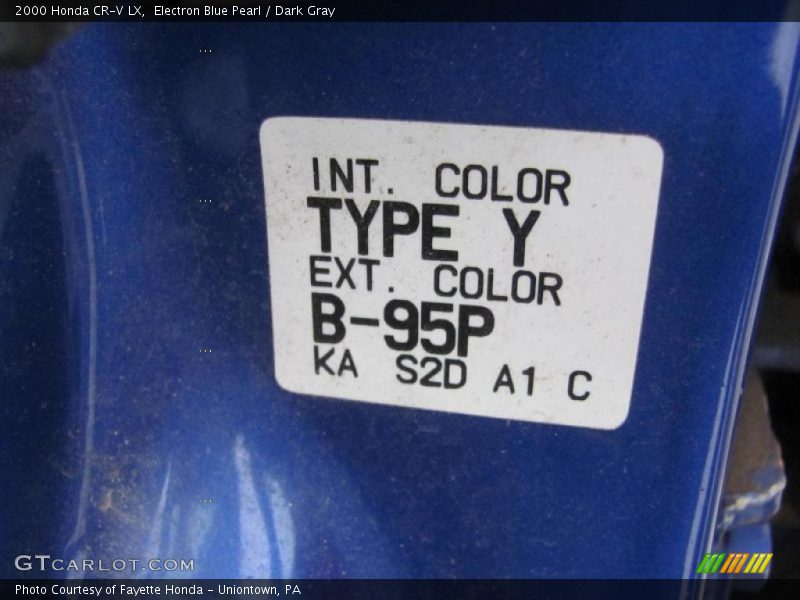 2000 Honda CR-V LX,  Electron Blue Pearl / Dark Gray
INT. COLOR
TYPE Y
EXT. COLOR
B-95P
KA S2D A1 C
GTCARLOT.COM
Photo Courtesy of Fayette Honda - Uniontown, PA